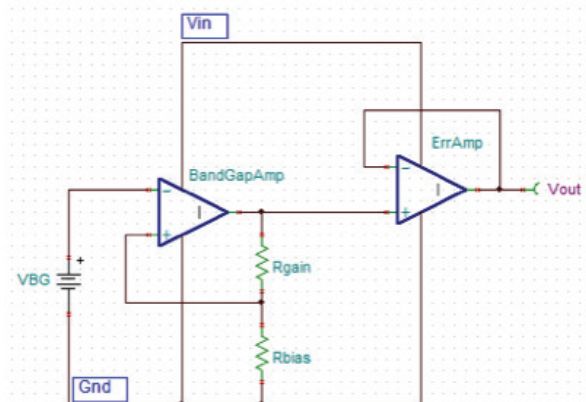 Vin
ErrAmp
BandGapAmp
−
−
I
I
Vout
+
+
+
Rgain
VBG
Rbias
Gnd